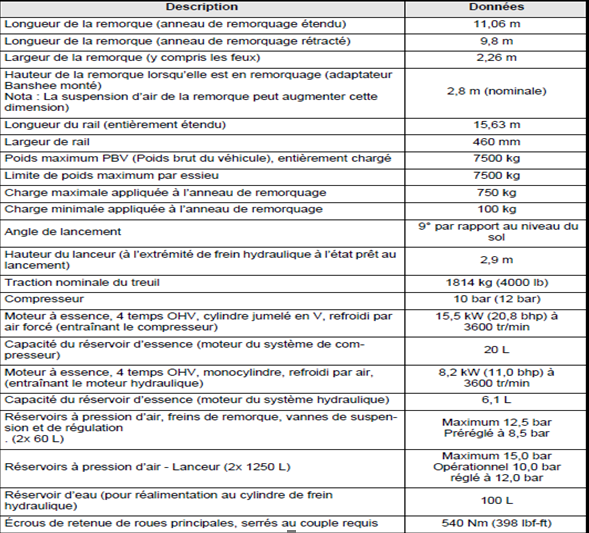 Description Données
Longueur de la remorque (anneau de remorquage étendu) 11,06 m
Longueur de la remorque (anneau de remorquage rétracté) 9,8 m
Largeur de la remorque (y compris les feux) 2,26 m
Hauteur de la remorque lorsqu'elle est en remorquage (adaptateur
Banshee monté)
Nota : La suspension d'air de la remorque peut augmenter cette
dimension)
2,8 m (nominale)
Longueur du rail (entièrement étendu) 15,63 m
Largeur de rail 460 mm
Poids maximum PBV (Poids brut du véhicule), entièrement chargé 7500 kg
Limite de poids maximum par essieu 7500 kg
Charge maximale appliquée à l'anneau de remorquage 750 kg
Charge minimale appliquée à l'anneau de remorquage 100 kg
Angle de lancement
9° par rapport au niveau du
sol
Hauteur du lanceur (à l'extrémité de frein hydraulique à l'état prêt au
lancement)
2,9 m
Traction nominale du treuil 1814 kg (4000 lb)
Compresseur 10 bar (12 bar)
Moteur à essence, 4 temps OHV, cylindre jumelé en V, refroidi par
air forcé (entraînant le compresseur)
15,5 kW (20,8 bhp) à
3600 tr/min
Capacité du réservoir d'essence (moteur du système de com-
presseur)
20 L
Moteur à essence, 4 temps OHV, monocylindre, refroidi par air,
(entraînant le moteur hydraulique)
8,2 kW (11,0 bhp) à
3600 tr/min
Capacité du réservoir d'essence (moteur du système hydraulique) 6,1 L
Réservoirs à pression d'air, freins de remorque, vannes de suspen-
sion et de régulation
. (2x 60 L)
Maximum 12,5 bar
Préréglé à 8,5 bar
Réservoirs à pression d'air - Lanceur (2x 1250 L)
Maximum 15,0 bar
Opérationnel 10,0 bar
réglé à 12,0 bar
Réservoir d'eau (pour réalimentation au cylindre de frein
hydraulique)
100 L
Écrous de retenue de roues principales, serrés au couple requis 540 Nm (398 lbf-ft)